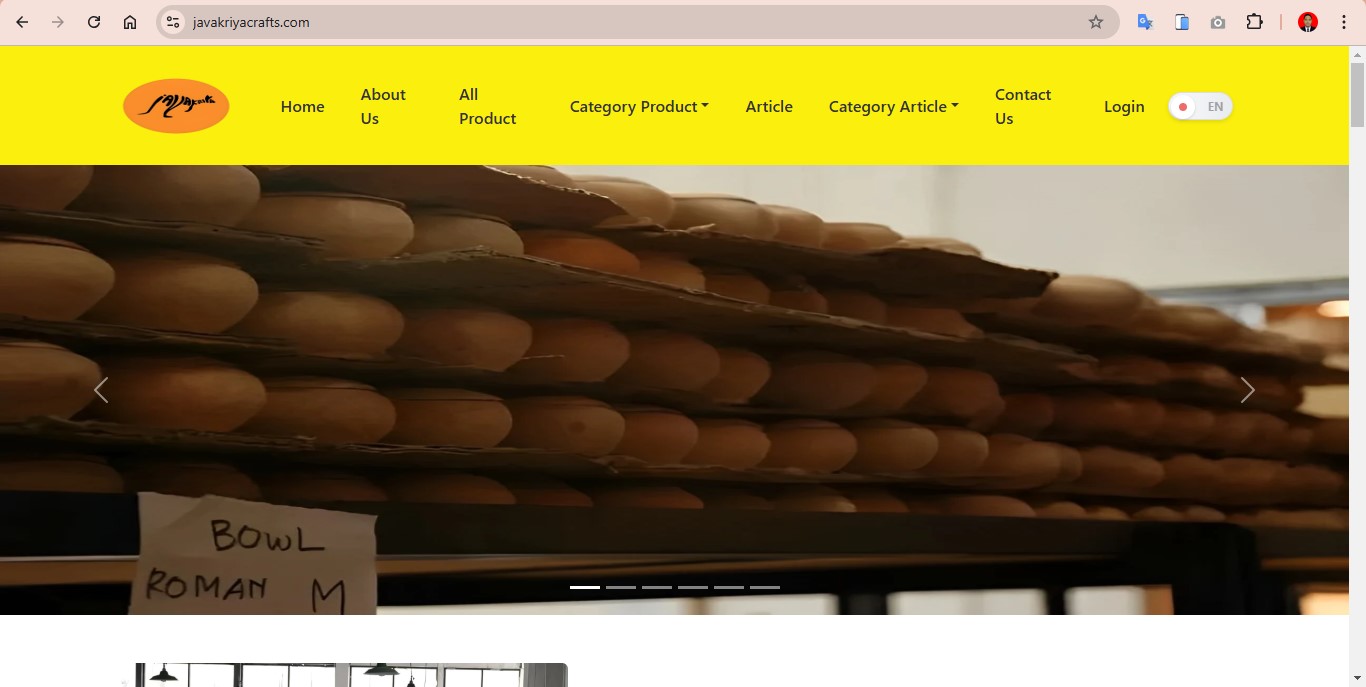 javakriyacrafts.com
Home
About
Us
All
Product
Category Product
Article
Category Article
Contact
Us
Login
EN
BOWL
ROMAN M